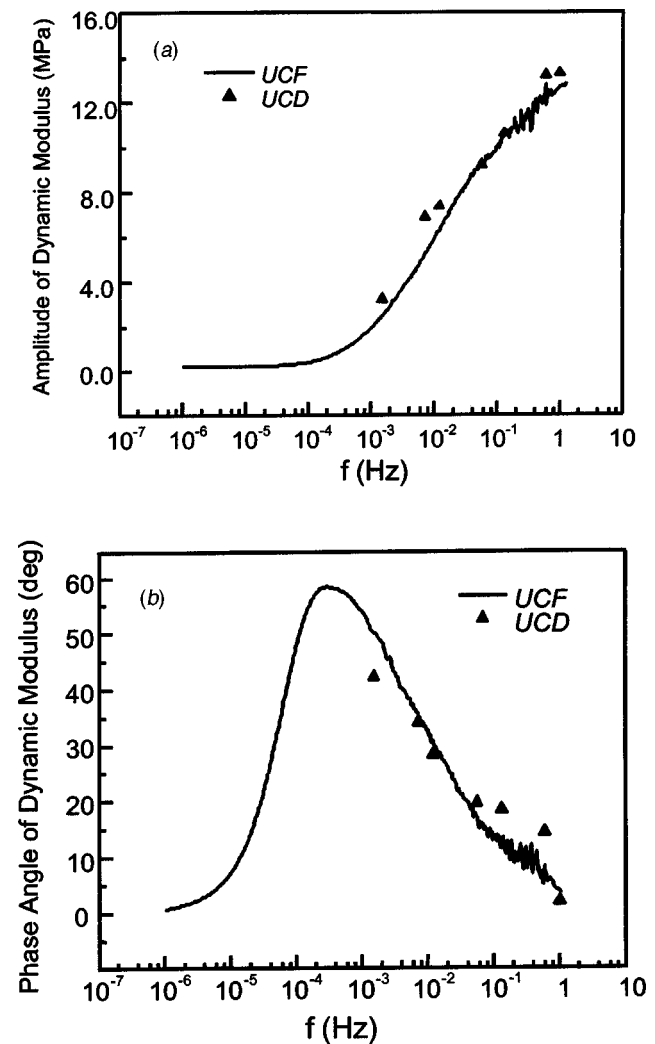 16.0
(a)
UCF
UCD
12.0
8.0
4.0
0.0
Amplitude of Dynamic Modulus (MPa)
10⁻⁷ 10⁻⁶ 10⁻⁵ 10⁻⁴ 10⁻³ 10⁻² 10⁻¹ 1 10
f (Hz)
60
(b)
UCF
UCD
50
40
30
20
10
0
Phase Angle of Dynamic Modulus (deg)
10⁻⁷ 10⁻⁶ 10⁻⁵ 10⁻⁴ 10⁻³ 10⁻² 10⁻¹ 1 10
f (Hz)